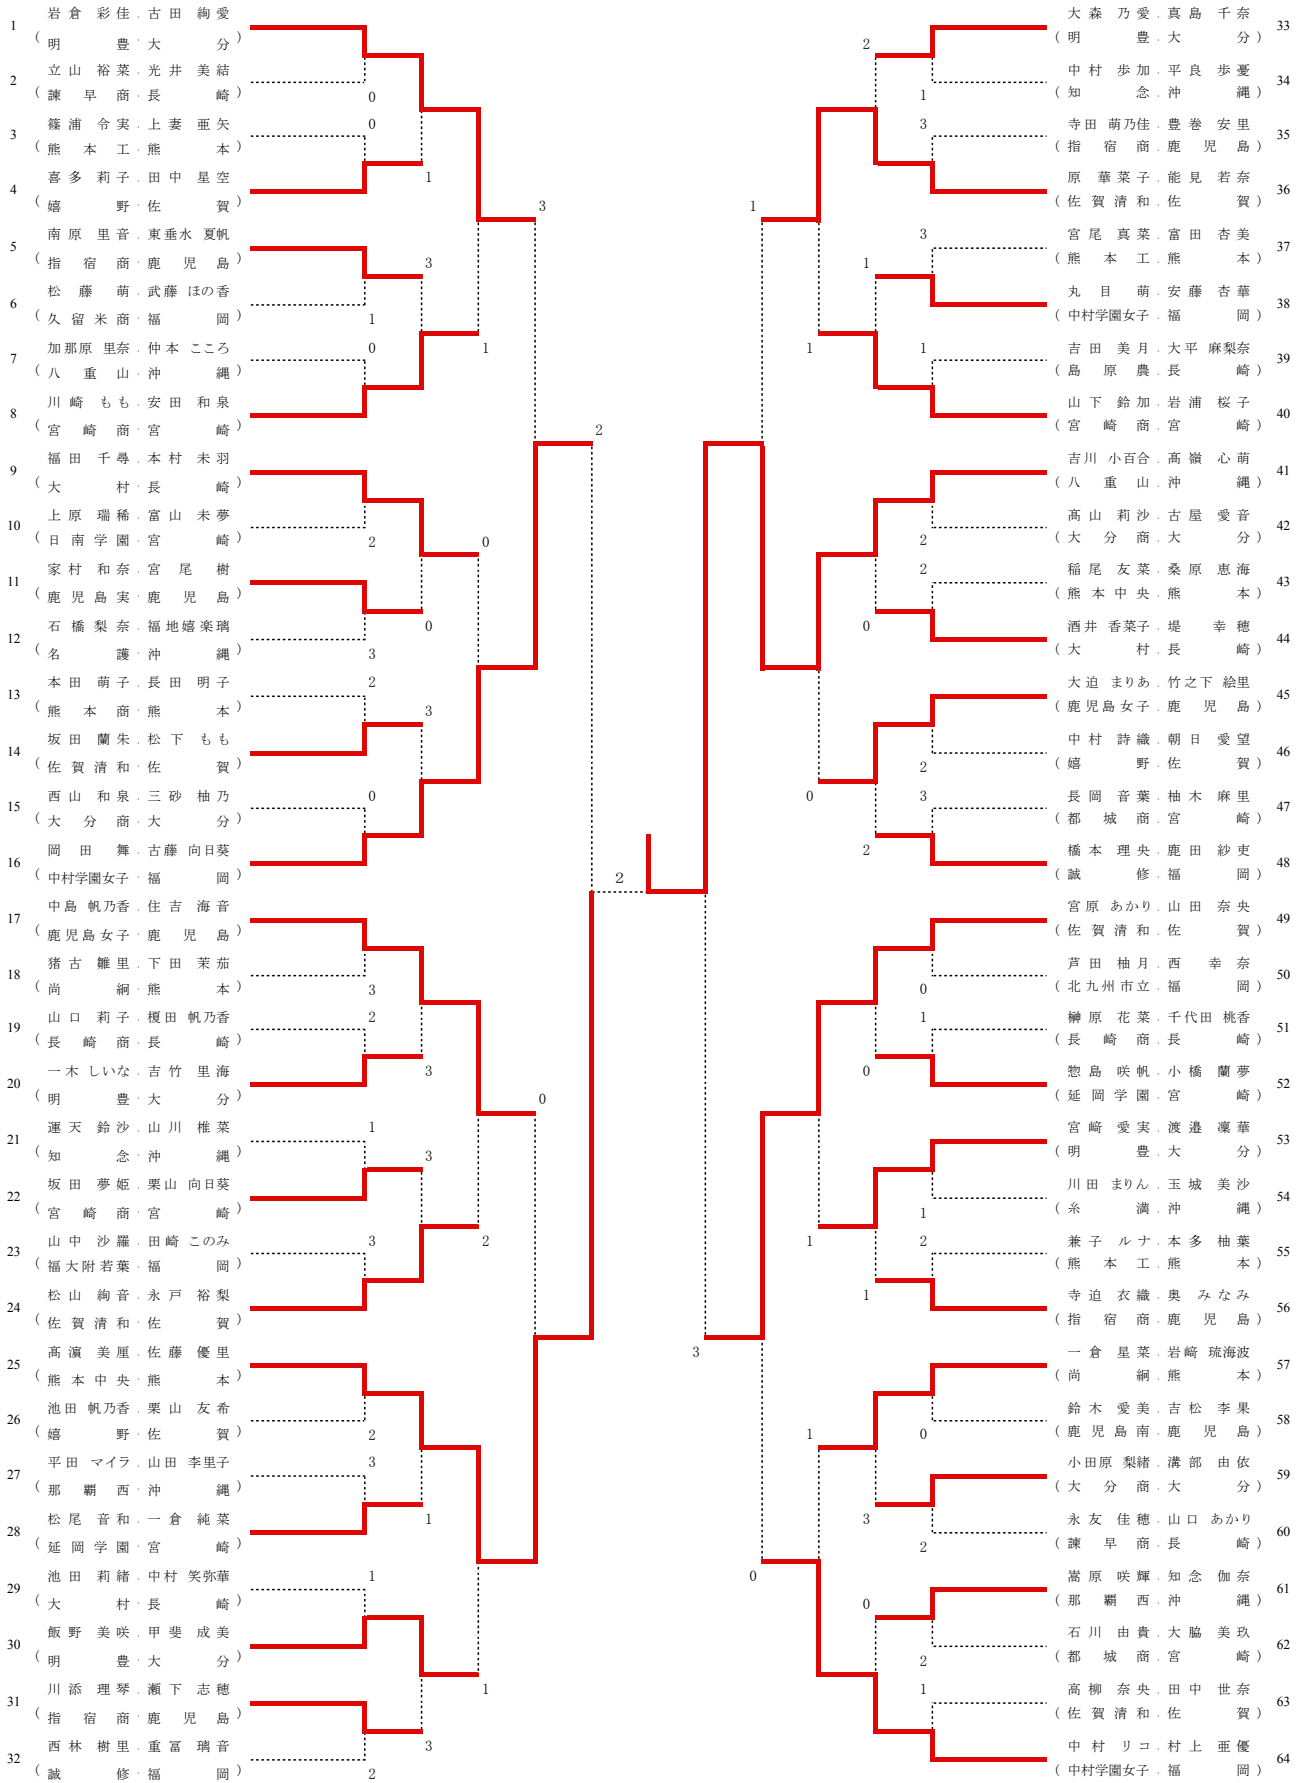 1 岩倉 彩佳 . 古田 絢愛
( 明豊 . 大分 )
2 立山 裕菜 . 光井 美結
( 諫早商 . 長崎 )
0
3 篠浦 令実 . 上妻 亜矢
( 熊本工 . 熊本 )
0
4 喜多 莉子 . 田中 星空
( 嬉野 . 佐賀 )
1
3
5 南原 里音 . 東垂水 夏帆
( 指宿商 . 鹿児島 )
3
6 松藤 萌 . 武藤 ほの香
( 久留米商 . 福岡 )
1
7 加那原 里奈 . 仲本 こころ
( 八重山 . 沖縄 )
0
1
8 川崎 もも . 安田 和泉
( 宮崎商 . 宮崎 )
2
9 福田 千尋 . 本村 未羽
( 大村 . 長崎 )
10 上原 瑞稀 . 富山 未夢
( 日南学園 . 宮崎 )
2
0
11 家村 和奈 . 宮尾 樹
( 鹿児島実 . 鹿児島 )
0
12 石橋 梨奈 . 福地 嬉楽璃
( 名護 . 沖縄 )
3
13 本田 萌子 . 長田 明子
( 熊本商 . 熊本 )
2
3
14 坂田 蘭朱 . 松下 もも
( 佐賀清和 . 佐賀 )
15 西山 和泉 . 三砂 柚乃
( 大分商 . 大分 )
0
16 岡田 舞 . 古藤 向日葵
( 中村学園女子 . 福岡 )
2
17 中島 帆乃香 . 住吉 海音
( 鹿児島女子 . 鹿児島 )
18 猪古 雛里 . 下田 茉茄
( 尚絅 . 熊本 )
3
19 山口 莉子 . 榎田 帆乃香
( 長崎商 . 長崎 )
2
3
20 一木 しいな . 吉竹 里海
( 明豊 . 大分 )
0
21 運天 鈴沙 . 山川 椎菜
( 知念 . 沖縄 )
1
3
22 坂田 夢姫 . 栗山 向日葵
( 宮崎商 . 宮崎 )
23 山中 沙羅 . 田崎 このみ
( 福大附若葉 . 福岡 )
3
2
24 松山 絢音 . 永戸 裕梨
( 佐賀清和 . 佐賀 )
25 髙濵 美厘 . 佐藤 優里
( 熊本中央 . 熊本 )
26 池田 帆乃香 . 栗山 友希
( 嬉野 . 佐賀 )
2
27 平田 マイラ . 山田 李里子
( 那覇西 . 沖縄 )
3
1
28 松尾 音和 . 一倉 純菜
( 延岡学園 . 宮崎 )
29 池田 莉緒 . 中村 笑弥華
( 大村 . 長崎 )
1
30 飯野 美咲 . 甲斐 成美
( 明豊 . 大分 )
1
31 川添 理琴 . 瀬下 志穂
( 指宿商 . 鹿児島 )
3
32 西林 樹里 . 重冨 璃音
( 誠修 . 福岡 )
2
大森 乃愛 . 真島 千奈 33
( 明豊 . 大分 )
2
中村 歩加 . 平良 歩憂 34
( 知念 . 沖縄 )
1
寺田 萌乃佳 . 豊巻 安里 35
( 指宿商 . 鹿児島 )
3
原 華菜子 . 能見 若奈 36
( 佐賀清和 . 佐賀 )
1
宮尾 真菜 . 富田 杏美 37
( 熊本工 . 熊本 )
3
1
丸目 萌 . 安藤 杏華 38
( 中村学園女子 . 福岡 )
吉田 美月 . 大平 麻梨奈 39
( 島原農 . 長崎 )
1
1
山下 鈴加 . 岩浦 桜子 40
( 宮崎商 . 宮崎 )
吉川 小百合 . 髙嶺 心萌 41
( 八重山 . 沖縄 )
髙山 莉沙 . 古屋 愛音 42
( 大分商 . 大分 )
2
稲尾 友菜 . 桑原 恵海 43
( 熊本中央 . 熊本 )
2
0
酒井 香菜子 . 堤 幸穂 44
( 大村 . 長崎 )
大迫 まりあ . 竹之下 絵里 45
( 鹿児島女子 . 鹿児島 )
中村 詩織 . 朝日 愛望 46
( 嬉野 . 佐賀 )
2
0
長岡 音葉 . 柚木 麻里 47
( 都城商 . 宮崎 )
3
2
橋本 理央 . 鹿田 紗吏 48
( 誠修 . 福岡 )
宮原 あかり . 山田 奈央 49
( 佐賀清和 . 佐賀 )
芦田 柚月 . 西 幸奈 50
( 北九州市立 . 福岡 )
0
榊原 花菜 . 千代田 桃香 51
( 長崎商 . 長崎 )
1
0
惣島 咲帆 . 小橋 蘭夢 52
( 延岡学園 . 宮崎 )
宮﨑 愛実 . 渡邉 凜華 53
( 明豊 . 大分 )
川田 まりん . 玉城 美沙 54
( 糸満 . 沖縄 )
1
1
兼子 ルナ . 本多 柚葉 55
( 熊本工 . 熊本 )
2
1
寺迫 衣織 . 奥 みなみ 56
( 指宿商 . 鹿児島 )
3
一倉 星菜 . 岩﨑 琉海波 57
( 尚絅 . 熊本 )
鈴木 愛美 . 吉松 李果 58
( 鹿児島南 . 鹿児島 )
0
1
小田原 梨緒 . 溝部 由依 59
( 大分商 . 大分 )
3
永友 佳穂 . 山口 あかり 60
( 諫早商 . 長崎 )
2
0
嵩原 咲輝 . 知念 伽奈 61
( 那覇西 . 沖縄 )
0
石川 由貴 . 大脇 美玖 62
( 都城商 . 宮崎 )
2
高柳 奈央 . 田中 世奈 63
( 佐賀清和 . 佐賀 )
1
中村 リコ . 村上 亜優 64
( 中村学園女子 . 福岡 )